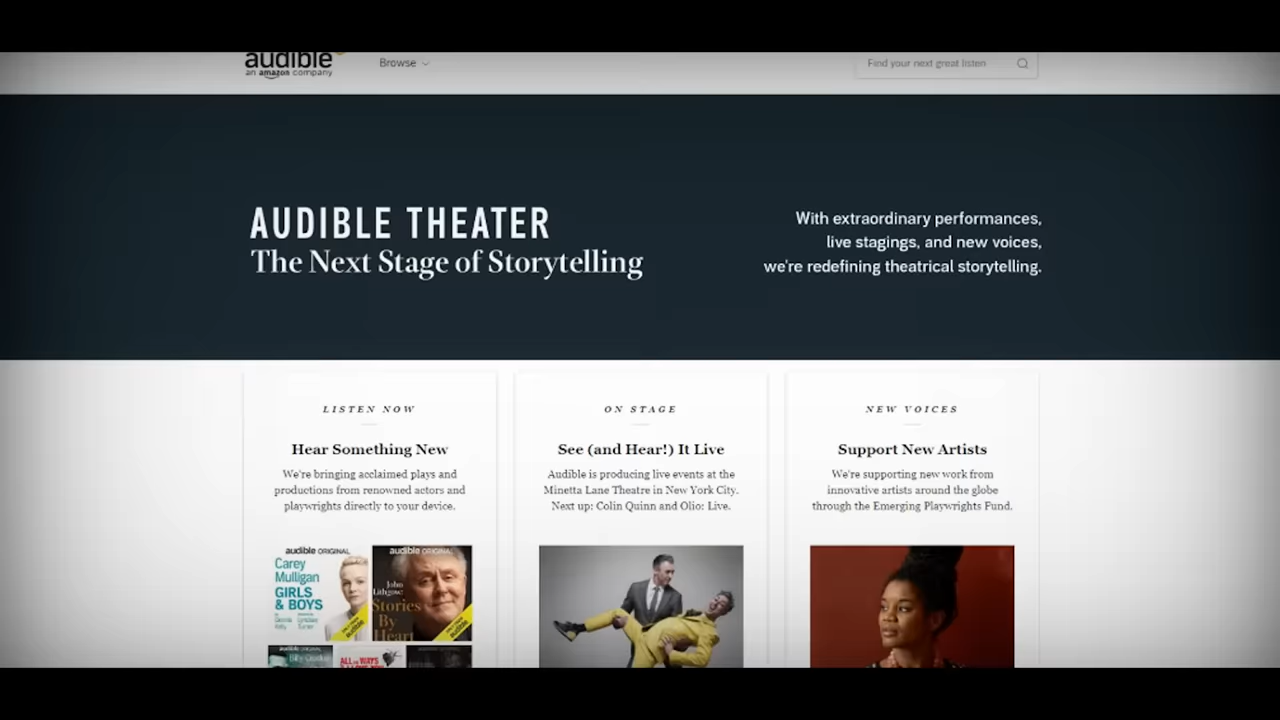 audible
an amazon company
Browse
Find your next great listen
AUDIBLE THEATER
The Next Stage of Storytelling
With extraordinary performances,
live stagings, and new voices,
we're redefining theatrical storytelling.
LISTEN NOW
Hear Something New
We're bringing acclaimed plays and
productions from renowned actors and
playwrights directly to your device.
audible ORIGINAL
Carey
Mulligan
GIRLS
& BOYS
audible ORIGINAL
John
Lithgow
Stories
By
Heart
audible ORIGINAL
ON STAGE
See (and Hear!) It Live
Audible is producing live events at the
Minetta Lane Theatre in New York City.
Next up: Colin Quinn and Olio: Live.
NEW VOICES
Support New Artists
We're supporting new work from
innovative artists around the globe
through the Emerging Playwrights Fund.